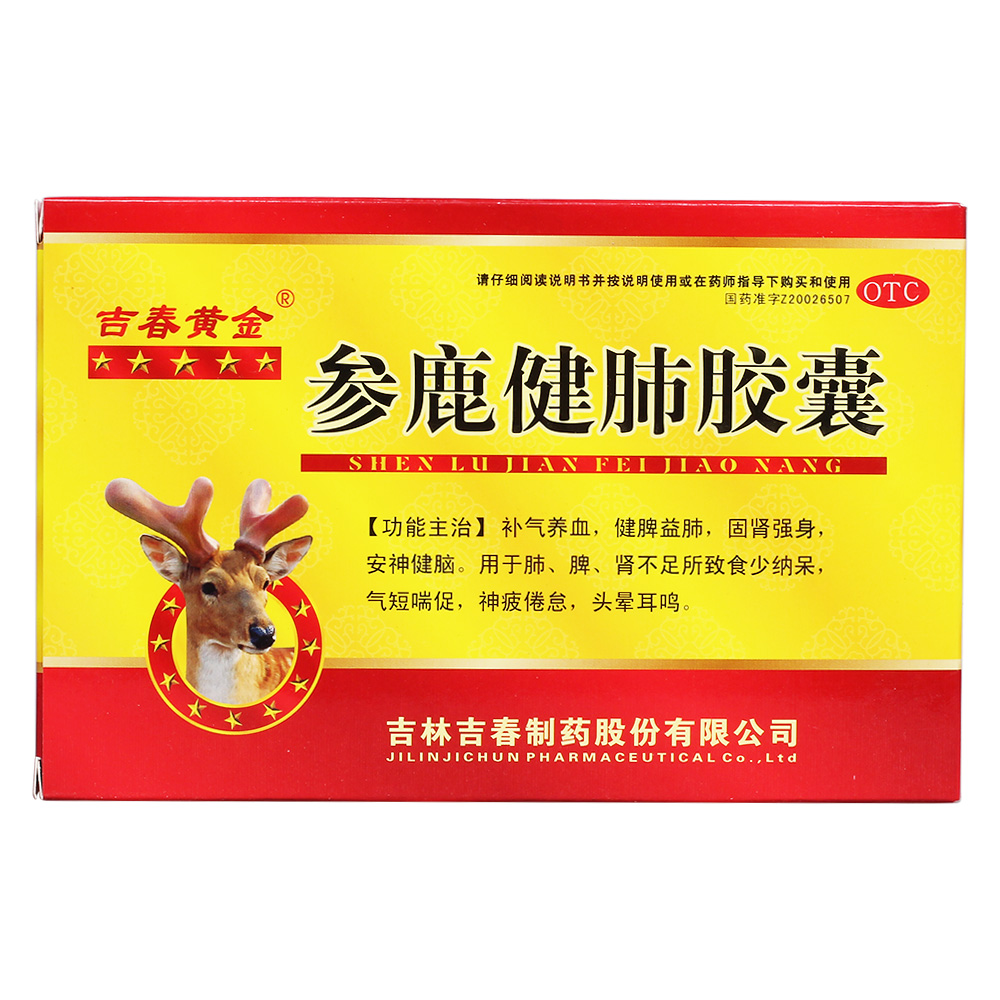 请仔细阅读说明书并按说明使用或在药师指导下购买和使用
国药准字Z20026507
OTC
吉春黄金®
参鹿健肺胶囊
SHEN LU JIAN FEI JIAO NANG
【功能主治】补气养血，健脾益肺，固肾强身，
安神健脑。用于肺、脾、肾不足所致食少纳呆，
气短喘促，神疲倦怠，头晕耳鸣。
吉林吉春制药股份有限公司
JILINJICHUN PHARMACEUTICAL Co.,Ltd